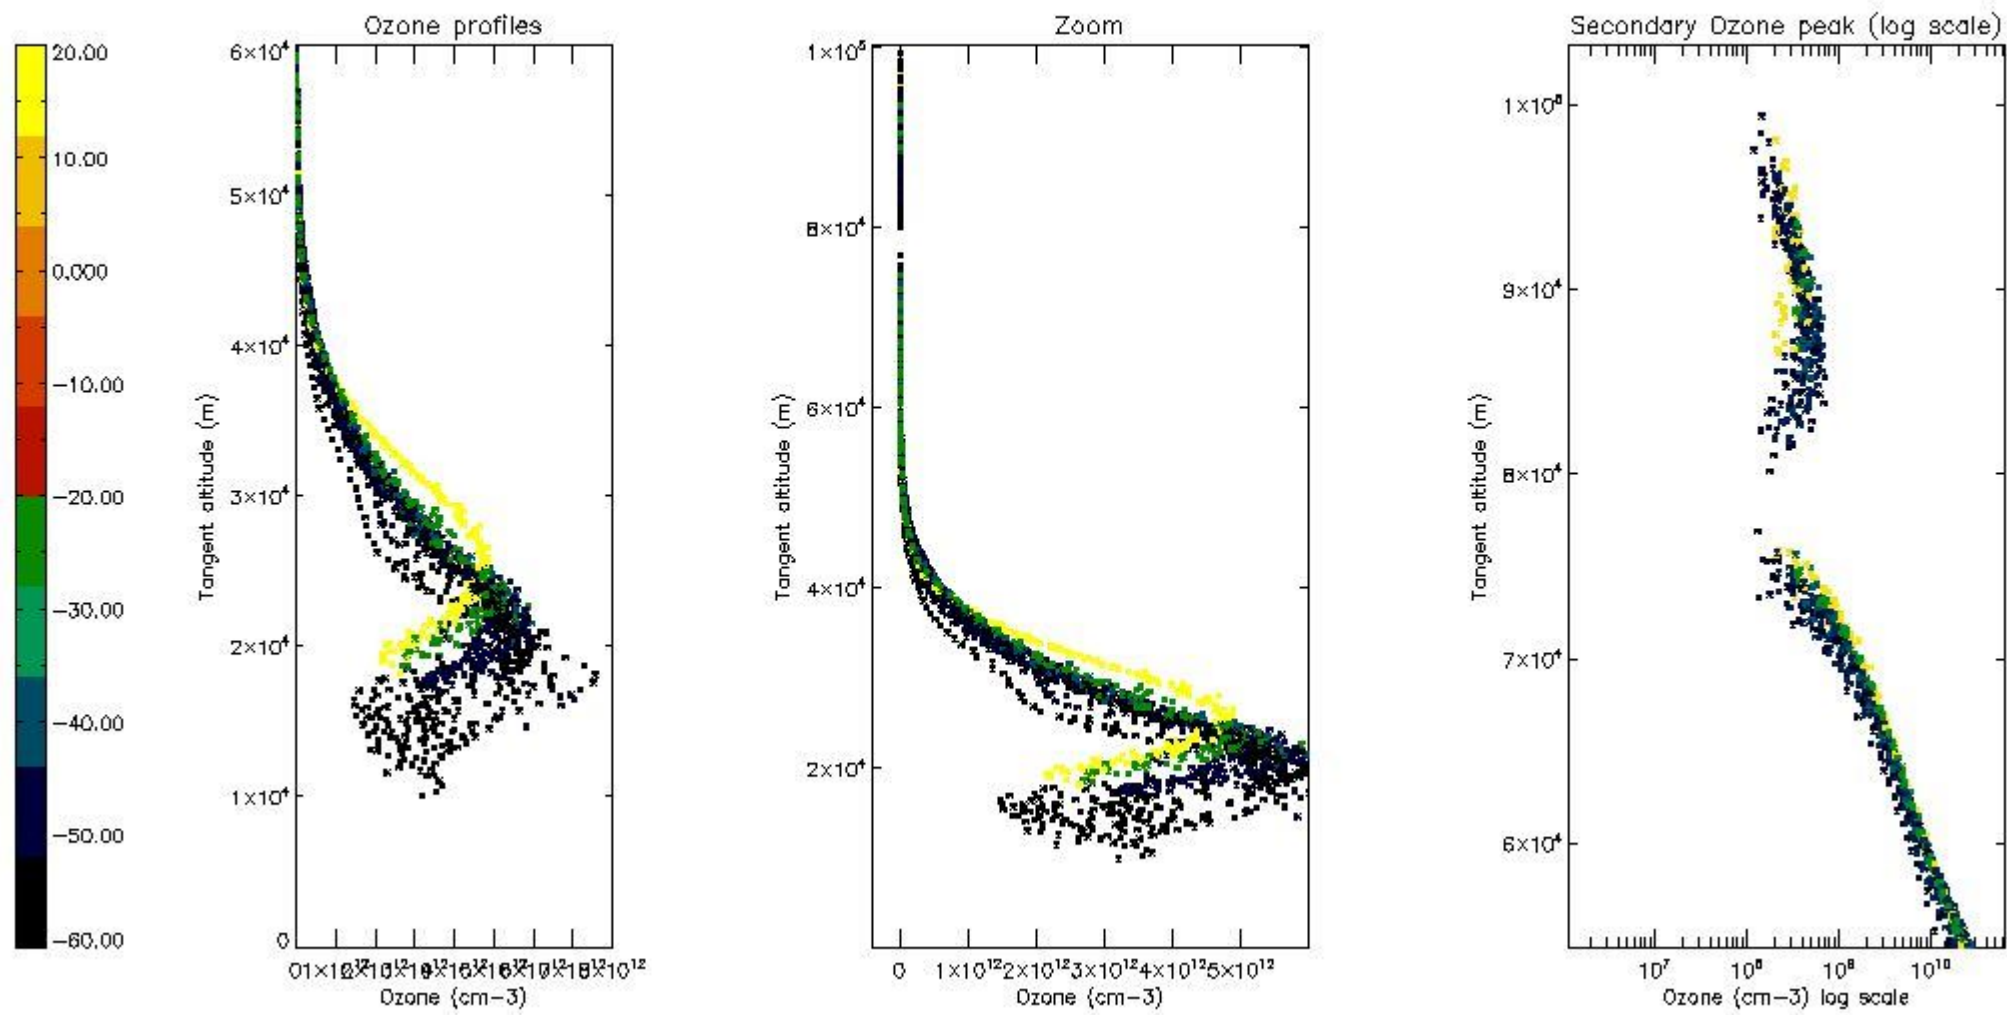 Ozone profiles
Zoom
Secondary Ozone peak (log scale)
20.00
10.00
0.000
−10.00
−20.00
−30.00
−40.00
−50.00
−60.00
6×10⁴
5×10⁴
4×10⁴
3×10⁴
2×10⁴
1×10⁴
0
Tangent altitude (m)
Ozone (cm−3)
1×10⁵
8×10⁴
6×10⁴
4×10⁴
2×10⁴
Tangent altitude (m)
0 1×10¹² 2×10¹² 3×10¹² 4×10¹² 5×10¹²
Ozone (cm−3)
9×10⁴
8×10⁴
7×10⁴
6×10⁴
Tangent altitude (m)
10⁷ 10⁸ 10⁹ 10¹⁰
Ozone (cm−3) log scale